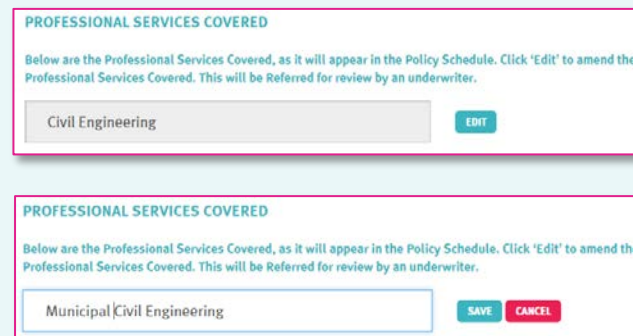 PROFESSIONAL SERVICES COVERED
Below are the Professional Services Covered, as it will appear in the Policy Schedule. Click ‘Edit’ to amend the
Professional Services Covered. This will be Referred for review by an underwriter.
Civil Engineering
EDIT
PROFESSIONAL SERVICES COVERED
Below are the Professional Services Covered, as it will appear in the Policy Schedule. Click ‘Edit’ to amend the
Professional Services Covered. This will be Referred for review by an underwriter.
Municipal Civil Engineering
SAVE CANCEL